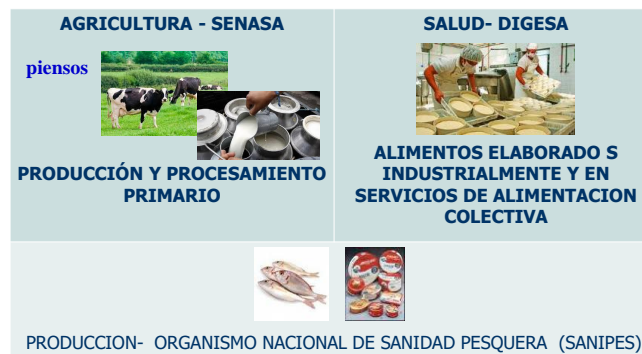 AGRICULTURA - SENASA
piensos
PRODUCCIÓN Y PROCESAMIENTO
PRIMARIO
SALUD- DIGESA
ALIMENTOS ELABORADO S
INDUSTRIALMENTE Y EN
SERVICIOS DE ALIMENTACION
COLECTIVA
PRODUCCION- ORGANISMO NACIONAL DE SANIDAD PESQUERA (SANIPES)